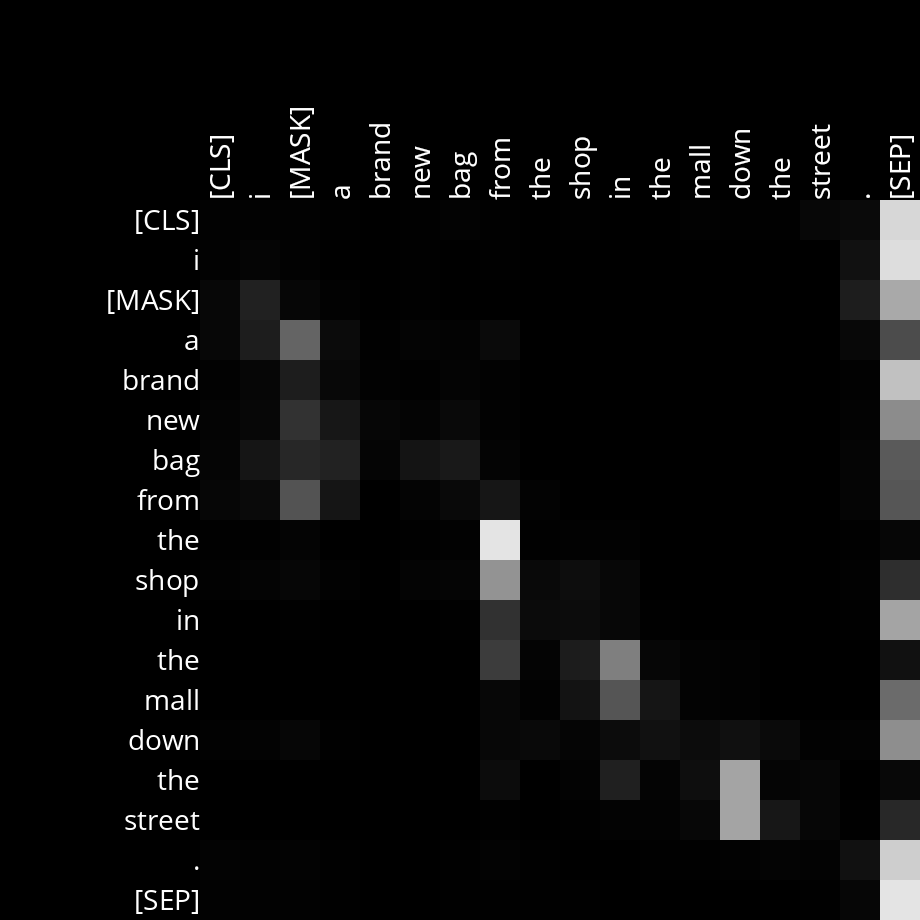 [CLS] i [MASK] a brand new bag from the shop in the mall down the street . [SEP]
[CLS]
i
[MASK]
a
brand
new
bag
from
the
shop
in
the
mall
down
the
street
.
[SEP]